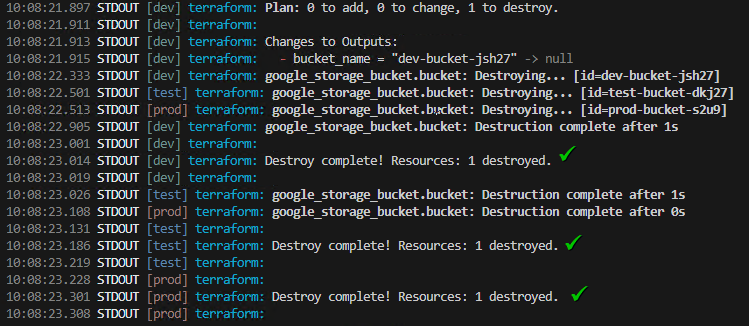 10:08:21.897 STDOUT [dev] terraform: Plan: 0 to add, 0 to change, 1 to destroy.
10:08:21.911 STDOUT [dev] terraform:
10:08:21.913 STDOUT [dev] terraform: Changes to Outputs:
10:08:21.915 STDOUT [dev] terraform:   - bucket_name = "dev-bucket-jsh27" -> null
10:08:22.333 STDOUT [dev] terraform: google_storage_bucket.bucket: Destroying... [id=dev-bucket-jsh27]
10:08:22.501 STDOUT [test] terraform: google_storage_bucket.bucket: Destroying... [id=test-bucket-dkj27]
10:08:22.513 STDOUT [prod] terraform: google_storage_bucket.bucket: Destroying... [id=prod-bucket-s2u9]
10:08:22.905 STDOUT [dev] terraform: google_storage_bucket.bucket: Destruction complete after 1s
10:08:23.001 STDOUT [dev] terraform:
10:08:23.014 STDOUT [dev] terraform: Destroy complete! Resources: 1 destroyed.
10:08:23.019 STDOUT [dev] terraform:
10:08:23.026 STDOUT [test] terraform: google_storage_bucket.bucket: Destruction complete after 1s
10:08:23.108 STDOUT [prod] terraform: google_storage_bucket.bucket: Destruction complete after 0s
10:08:23.131 STDOUT [test] terraform:
10:08:23.186 STDOUT [test] terraform: Destroy complete! Resources: 1 destroyed.
10:08:23.219 STDOUT [test] terraform:
10:08:23.228 STDOUT [prod] terraform:
10:08:23.301 STDOUT [prod] terraform: Destroy complete! Resources: 1 destroyed.
10:08:23.308 STDOUT [prod] terraform: